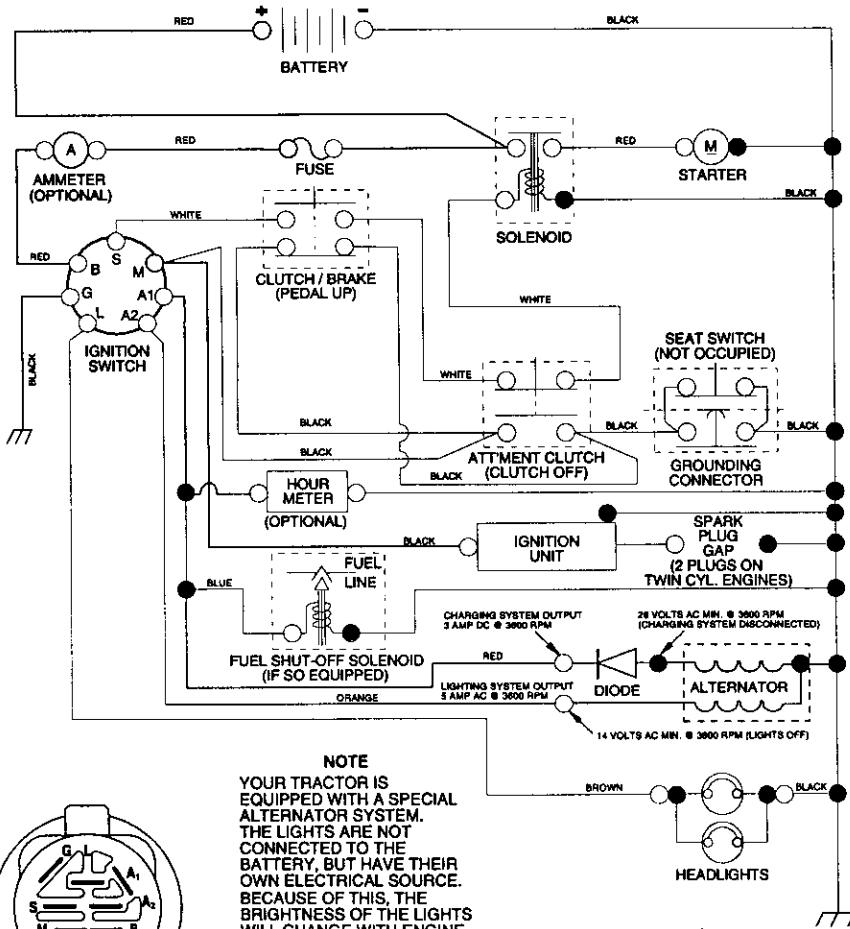 RED
+
-
BLACK
BATTERY
A
RED
RED
M
AMMETER
(OPTIONAL)
FUSE
STARTER
BLACK
WHITE
SOLENOID
S
RED
B
M
CLUTCH / BRAKE
(PEDAL UP)
G
A1
L
A2
IGNITION
SWITCH
WHITE
SEAT SWITCH
(NOT OCCUPIED)
BLACK
WHITE
BLACK
BLACK
BLACK
BLACK
BLACK
ATT'MENT CLUTCH
(CLUTCH OFF)
GROUNDING
CONNECTOR
HOUR
METER
(OPTIONAL)
BLACK
IGNITION
UNIT
SPARK
PLUG
GAP
(2 PLUGS ON
TWIN CYL. ENGINES)
FUEL
LINE
BLUE
CHARGING SYSTEM OUTPUT
3 AMP DC @ 3600 RPM
28 VOLTS AC MIN. @ 3600 RPM
(CHARGING SYSTEM DISCONNECTED)
FUEL SHUT-OFF SOLENOID
(IF SO EQUIPPED)
RED
LIGHTING SYSTEM OUTPUT
5 AMP AC @ 3600 RPM
DIODE
ALTERNATOR
ORANGE
14 VOLTS AC MIN. @ 3600 RPM (LIGHTS OFF)
BROWN
BLACK
HEADLIGHTS
NOTE
YOUR TRACTOR IS
EQUIPPED WITH A SPECIAL
ALTERNATOR SYSTEM.
THE LIGHTS ARE NOT
CONNECTED TO THE
BATTERY, BUT HAVE THEIR
OWN ELECTRICAL SOURCE.
BECAUSE OF THIS, THE
BRIGHTNESS OF THE LIGHTS
WILL CHANGE WITH ENGINE
G
L
A1
A2
S
M
B